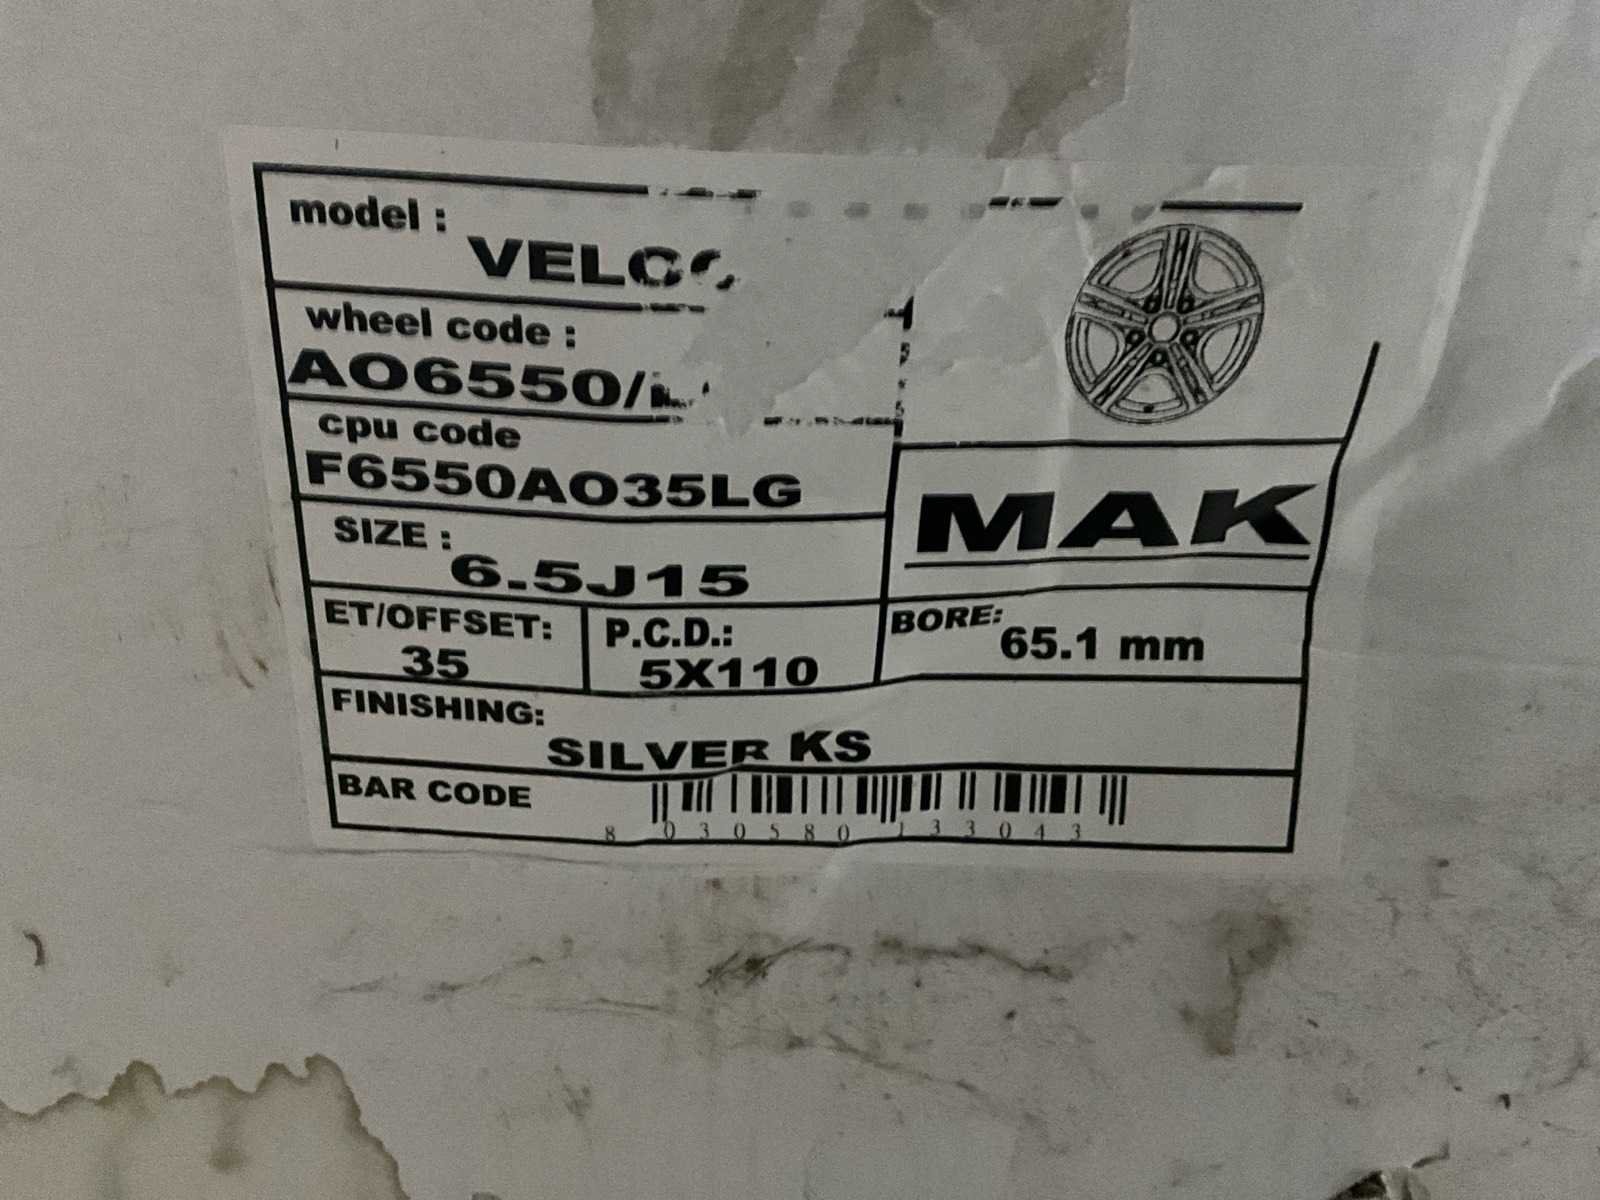 model :
wheel code :
AO6550/
cpu code
F6550AO35LG
SIZE :
6.5J15
MAK
ET/OFFSET:
35
P.C.D.:
5X110
BORE:
65.1 mm
FINISHING:
SILVER KS
BAR CODE
8 030580 133043